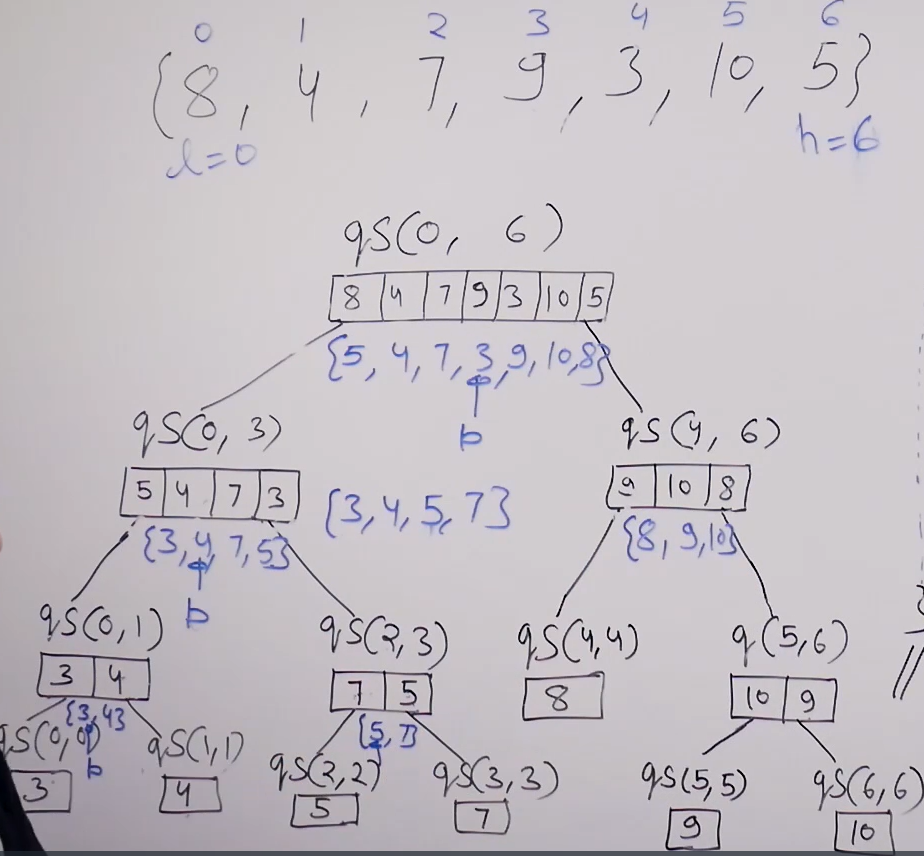 0 1 2 3 4 5 6
{8, 4, 7, 9, 3, 10, 5}
l=0 h=6
qS(0, 6)
8 4 7 9 3 10 5
{5, 4, 7, 3, 9, 10, 8}
p
qS(0, 3) qS(4, 6)
5 4 7 3 {3, 4, 5, 7} 9 10 8
{3, 4, 7, 5} {8, 9, 10}
p
qS(0, 1) qS(2, 3) qS(4, 4) q(5, 6)
3 4 7 5 8 10 9
{3, 4} {5, 7}
p
qS(0, 0) qS(1, 1) qS(2, 2) qS(3, 3) qS(5, 5) qS(6, 6)
3 4 5 7 9 10
//